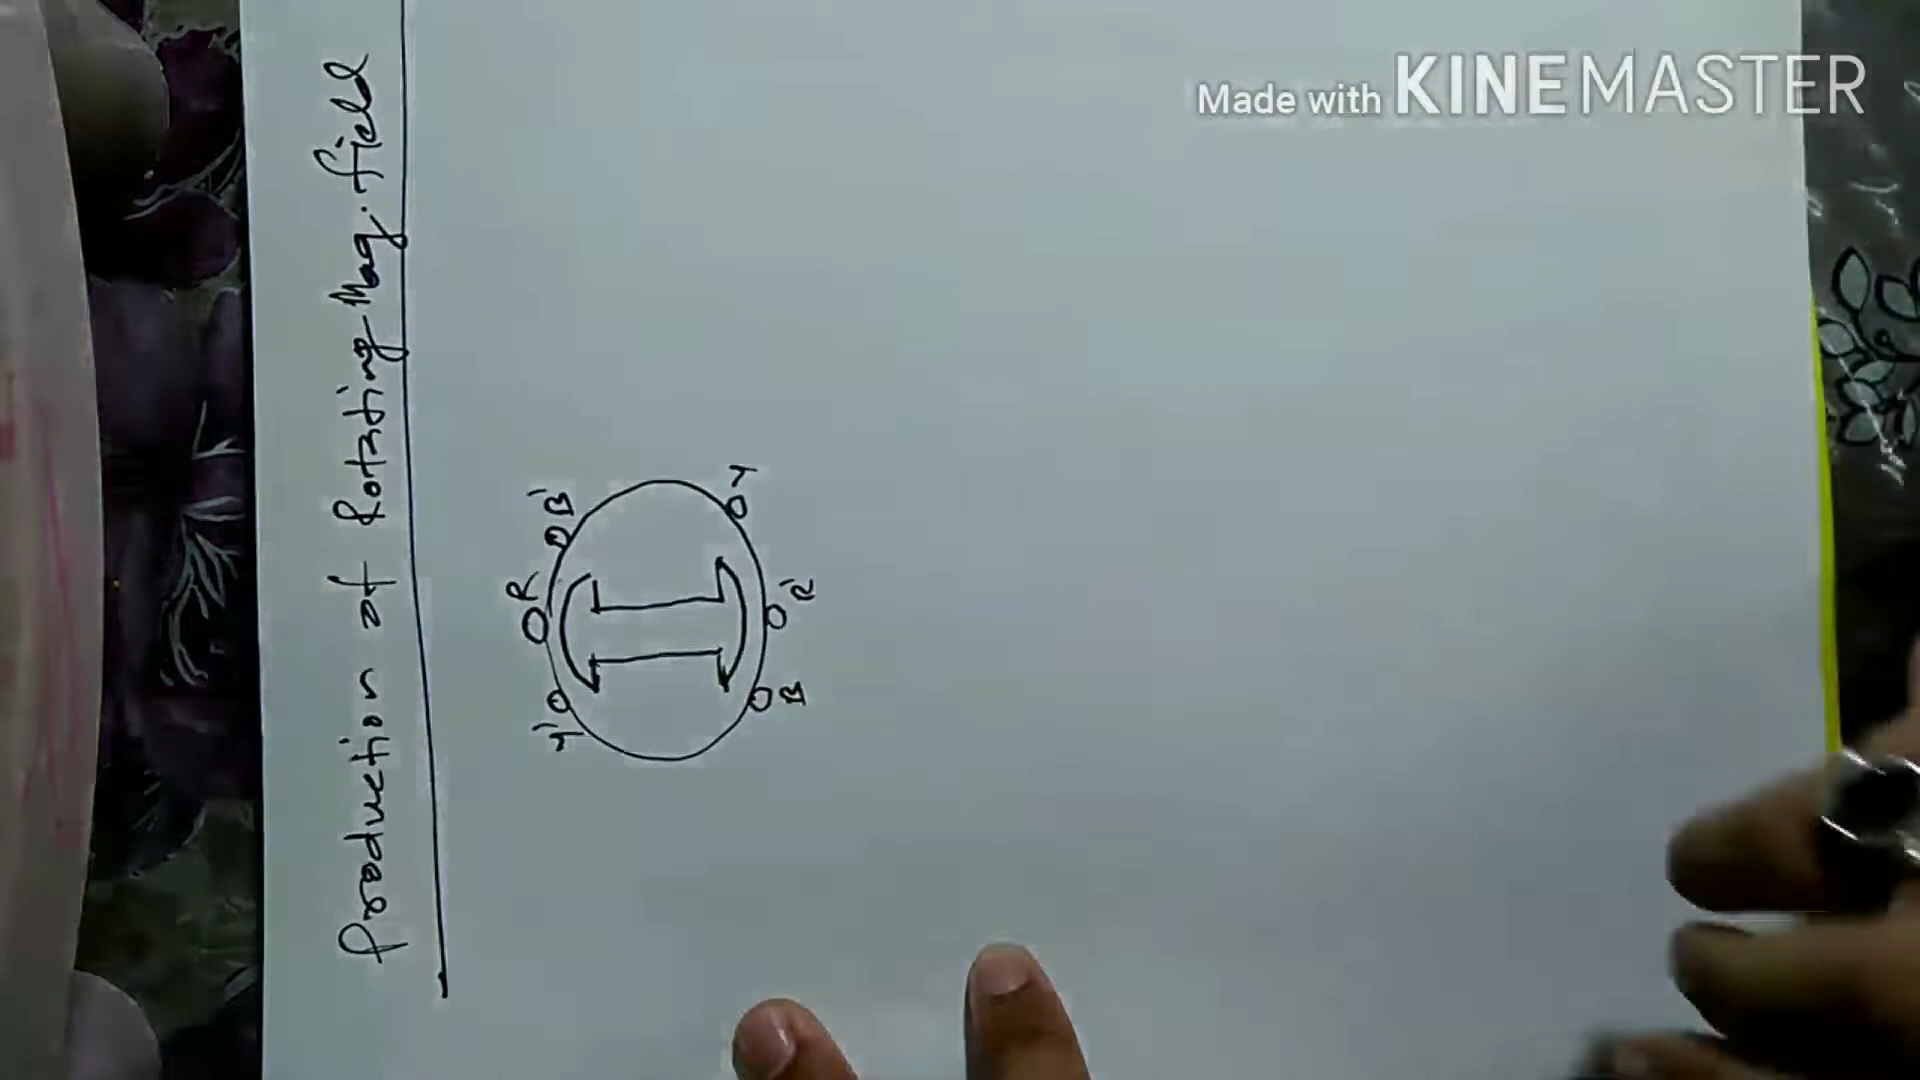 Made with KINEMASTER
Production of Rotating Mag. field
R
B'
Y
R'
B
Y'